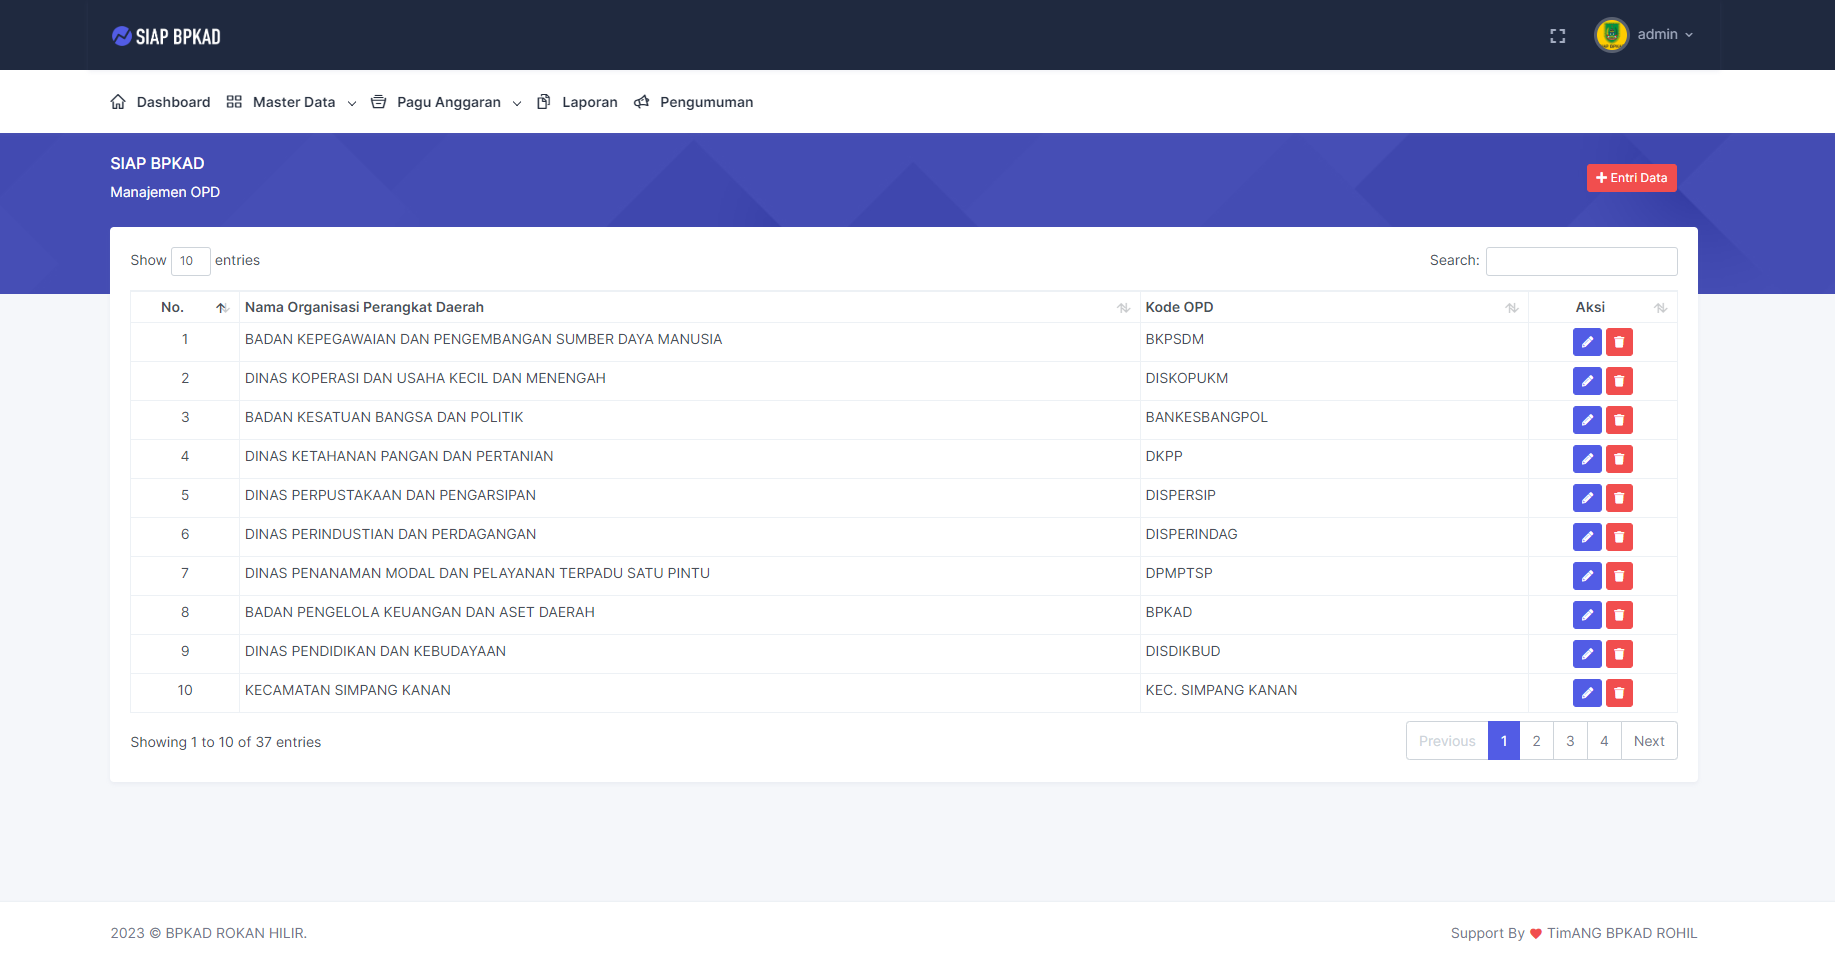 SIAP BPKAD
admin
Dashboard Master Data Pagu Anggaran Laporan Pengumuman
SIAP BPKAD
Manajemen OPD
Entri Data
Show 10 entries
Search:
No. Nama Organisasi Perangkat Daerah Kode OPD Aksi
1 BADAN KEPEGAWAIAN DAN PENGEMBANGAN SUMBER DAYA MANUSIA BKPSDM
2 DINAS KOPERASI DAN USAHA KECIL DAN MENENGAH DISKOPUKM
3 BADAN KESATUAN BANGSA DAN POLITIK BANKESBANGPOL
4 DINAS KETAHANAN PANGAN DAN PERTANIAN DKPP
5 DINAS PERPUSTAKAAN DAN PENGARSIPAN DISPERSIP
6 DINAS PERINDUSTIAN DAN PERDAGANGAN DISPERINDAG
7 DINAS PENANAMAN MODAL DAN PELAYANAN TERPADU SATU PINTU DPMPTSP
8 BADAN PENGELOLA KEUANGAN DAN ASET DAERAH BPKAD
9 DINAS PENDIDIKAN DAN KEBUDAYAAN DISDIKBUD
10 KECAMATAN SIMPANG KANAN KEC. SIMPANG KANAN
Showing 1 to 10 of 37 entries
Previous 1 2 3 4 Next
2023 © BPKAD ROKAN HILIR.
Support By ❤ TimANG BPKAD ROHIL